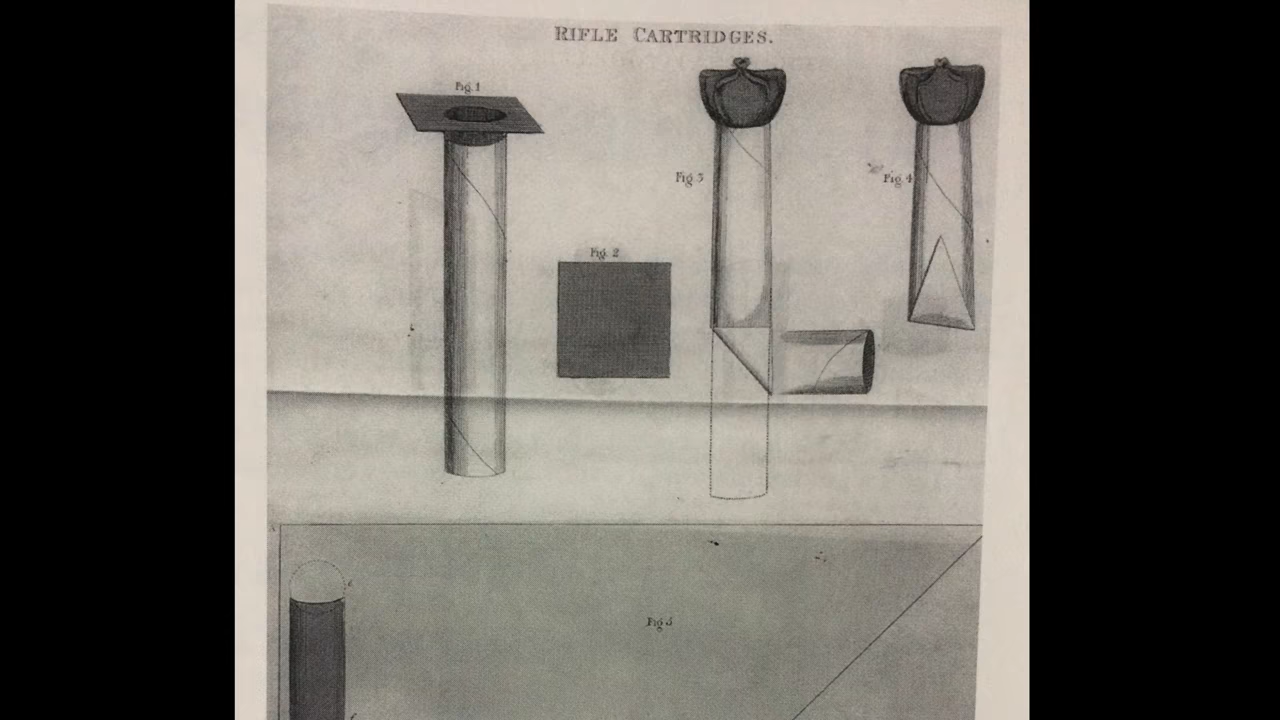 RIFLE CARTRIDGES.
Fig. 1
Fig. 2
Fig. 3
Fig. 4
Fig 5